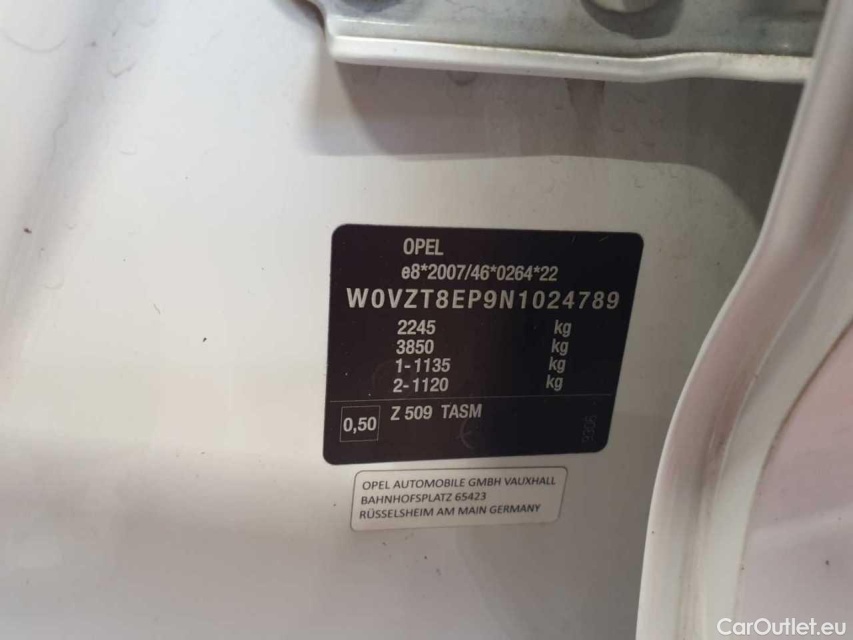 OPEL
e8*2007/46*0264*22
W0VZT8EP9N1024789
2245 kg
3850 kg
1-1135 kg
2-1120 kg
0,50 Z 509 TASM
OPEL AUTOMOBILE GMBH VAUXHALL
BAHNHOFSPLATZ 65423
RÜSSELSHEIM AM MAIN GERMANY
CarOutlet.eu